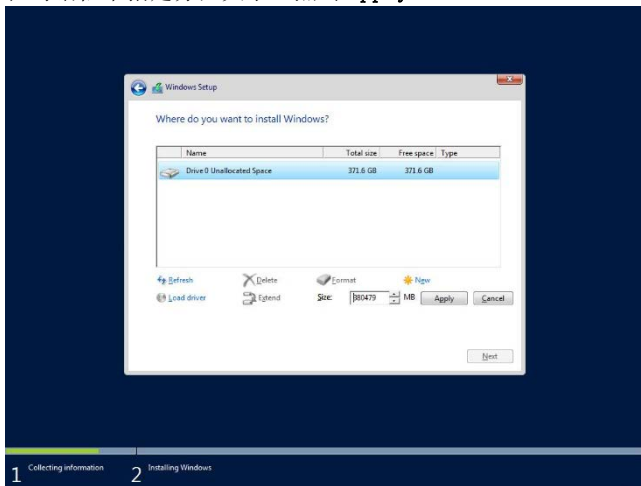 Windows Setup
Where do you want to install Windows?
Name Total size Free space Type
Drive 0 Unallocated Space 371.6 GB 371.6 GB
Refresh Delete Format New
Load driver Extend Size: 380479 MB Apply Cancel
Next
1 Collecting information 2 Installing Windows